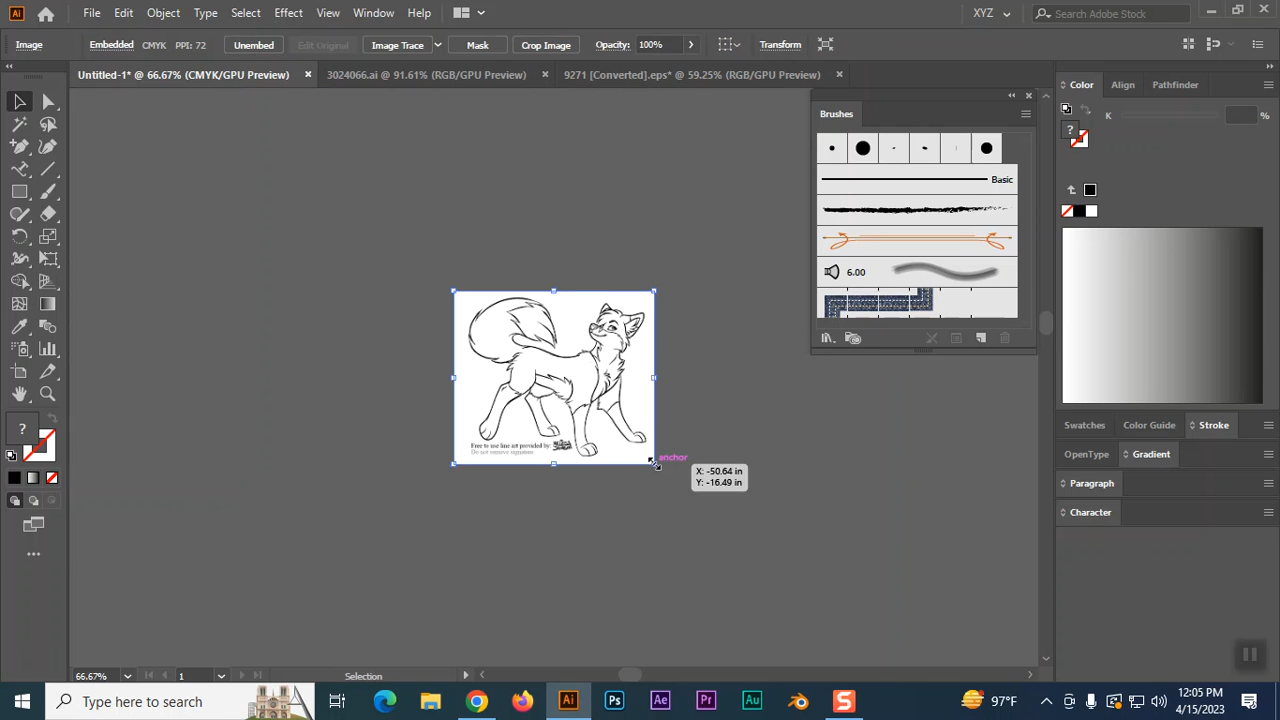 Ai File Edit Object Type Select Effect View Window Help XYZ Search Adobe Stock
Image Embedded CMYK PPI: 72 Unembed Edit Original Image Trace Mask Crop Image Opacity: 100% Transform
Untitled-1* @ 66.67% (CMYK/GPU Preview) 3024066.ai @ 91.61% (RGB/GPU Preview) 9271 [Converted].eps* @ 59.25% (RGB/GPU Preview)
Brushes
Basic
6.00
Color Align Pathfinder
K %
Swatches Color Guide Stroke
OpenType Gradient
Paragraph
Character
? ?
Free to use line art provided by:
Do not remove signature.
anchor
X: -50.64 in
Y: -16.49 in
66.67% 1 Selection
Type here to search Ai Ps Ae Pr Au S 97°F 12:05 PM
4/15/2023